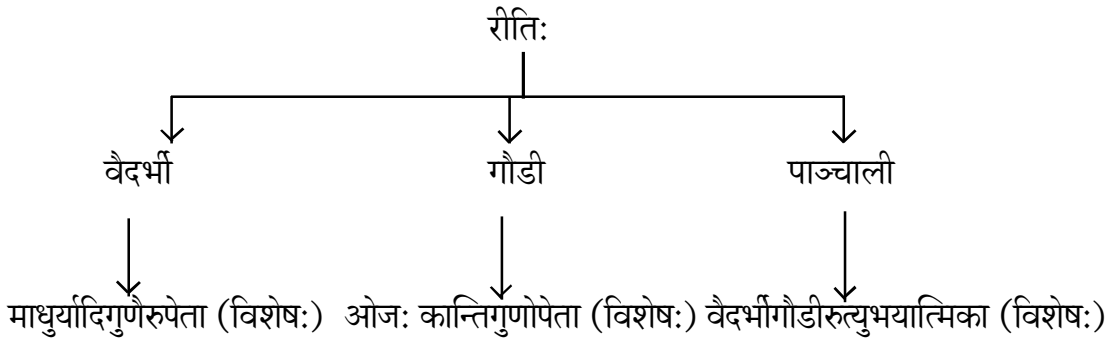 रीतिः
वैदर्भी गौडी पाञ्चाली
माधुर्यादिगुणैरुपेता (विशेषः) ओजः कान्तिगुणोपेता (विशेषः) वैदर्भीगौडीरुत्युभयात्मिका (विशेषः)